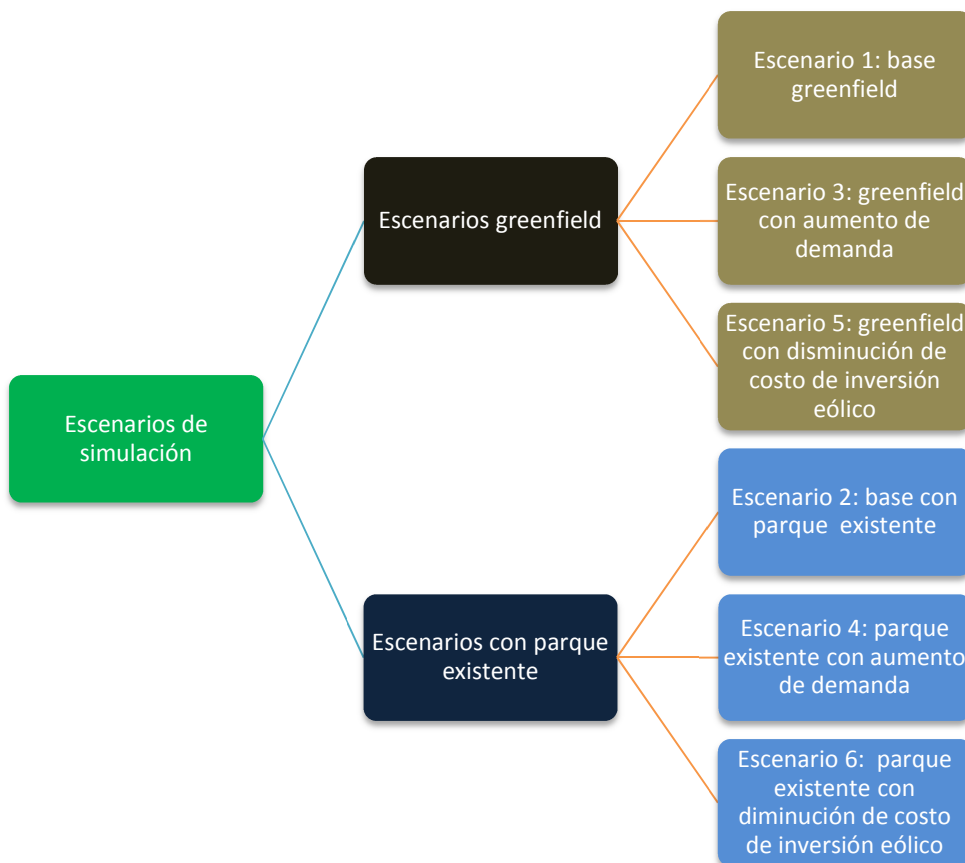 Escenario 1: base
greenfield
Escenarios greenfield
Escenario 3: greenfield
con aumento de
demanda
Escenario 5: greenfield
con disminución de
costo de inversión
eólico
Escenarios de
simulación
Escenario 2: base con
parque existente
Escenarios con parque
existente
Escenario 4: parque
existente con aumento
de demanda
Escenario 6: parque
existente con
diminución de costo
de inversión eólico